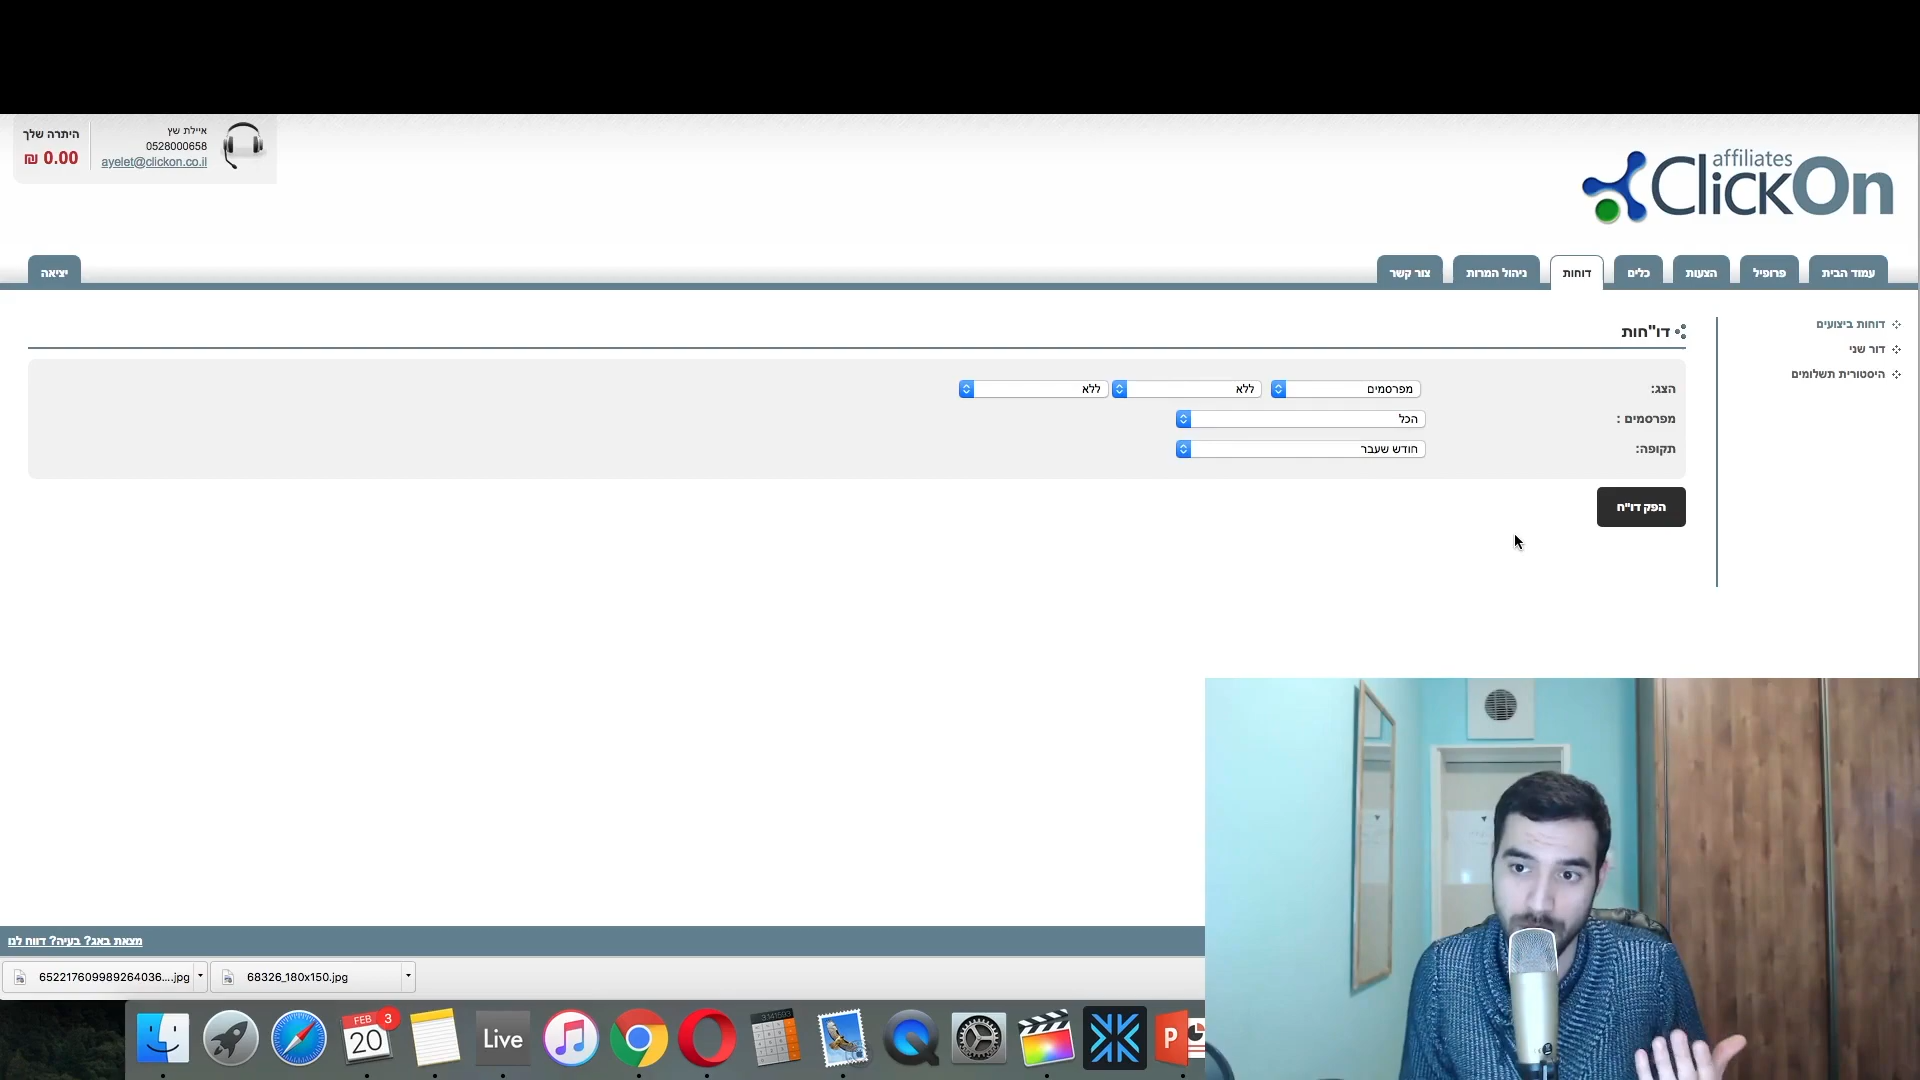 היתרה שלך
₪ 0.00
איילת שץ
0528000658
ayelet@clickon.co.il
affiliates
ClickOn
עמוד הבית
פרופיל
הצעות
כלים
דוחות
ניהול המרות
צור קשר
יציאה
דוחות ביצועים
דור שני
היסטורית תשלומים
דו"חות
הצג:
מפרסמים
ללא
ללא
מפרסמים :
הכל
תקופה:
חודש שעבר
הפק דו"ח
מצאת באג? בעיה? דווח לנו
652217609989264036....jpg
68326_180x150.jpg
FEB
3
20
Live
3141593
P